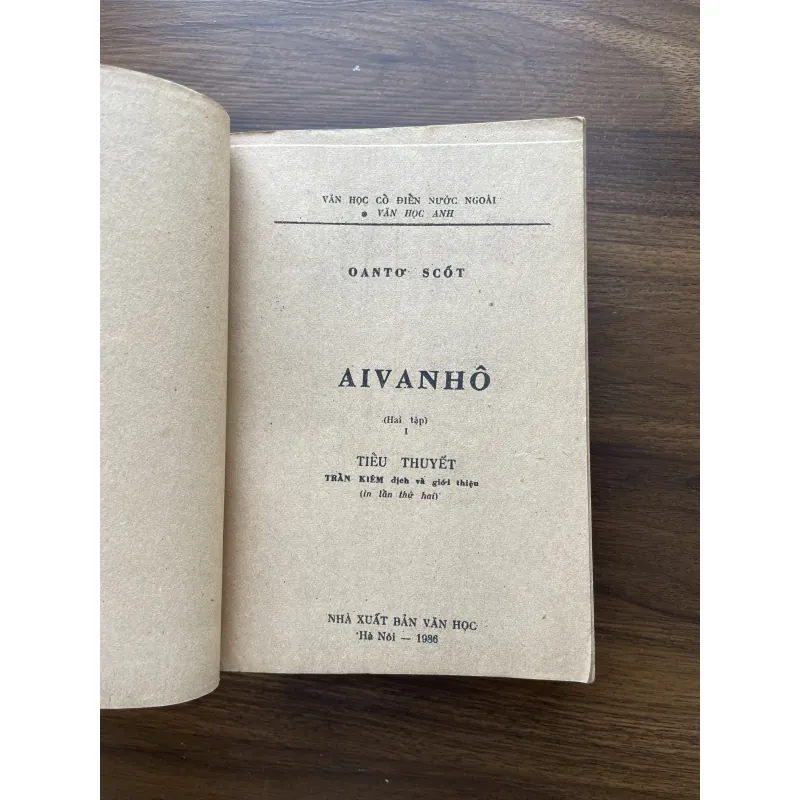 VĂN HỌC CỔ ĐIỂN NƯỚC NGOÀI
● VĂN HỌC ANH
OANTƠ SCỐT
AIVANHÔ
(Hai tập)
I
TIỂU THUYẾT
TRẦN KIÊM dịch và giới thiệu
(in lần thứ hai)
NHÀ XUẤT BẢN VĂN HỌC
Hà Nôi — 1986